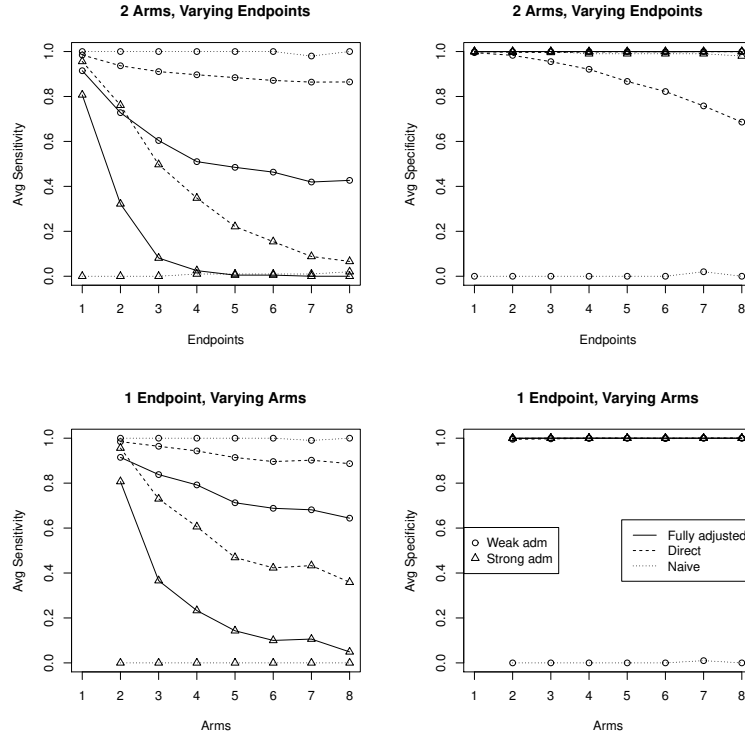 2 Arms, Varying Endpoints
Avg Sensitivity
0.0 0.2 0.4 0.6 0.8 1.0
1 2 3 4 5 6 7 8
Endpoints
2 Arms, Varying Endpoints
Avg Specificity
0.0 0.2 0.4 0.6 0.8 1.0
1 2 3 4 5 6 7 8
Endpoints
1 Endpoint, Varying Arms
Avg Sensitivity
0.0 0.2 0.4 0.6 0.8 1.0
1 2 3 4 5 6 7 8
Arms
1 Endpoint, Varying Arms
Avg Specificity
0.0 0.2 0.4 0.6 0.8 1.0
Weak adm
Strong adm
Fully adjusted
Direct
Naive
1 2 3 4 5 6 7 8
Arms